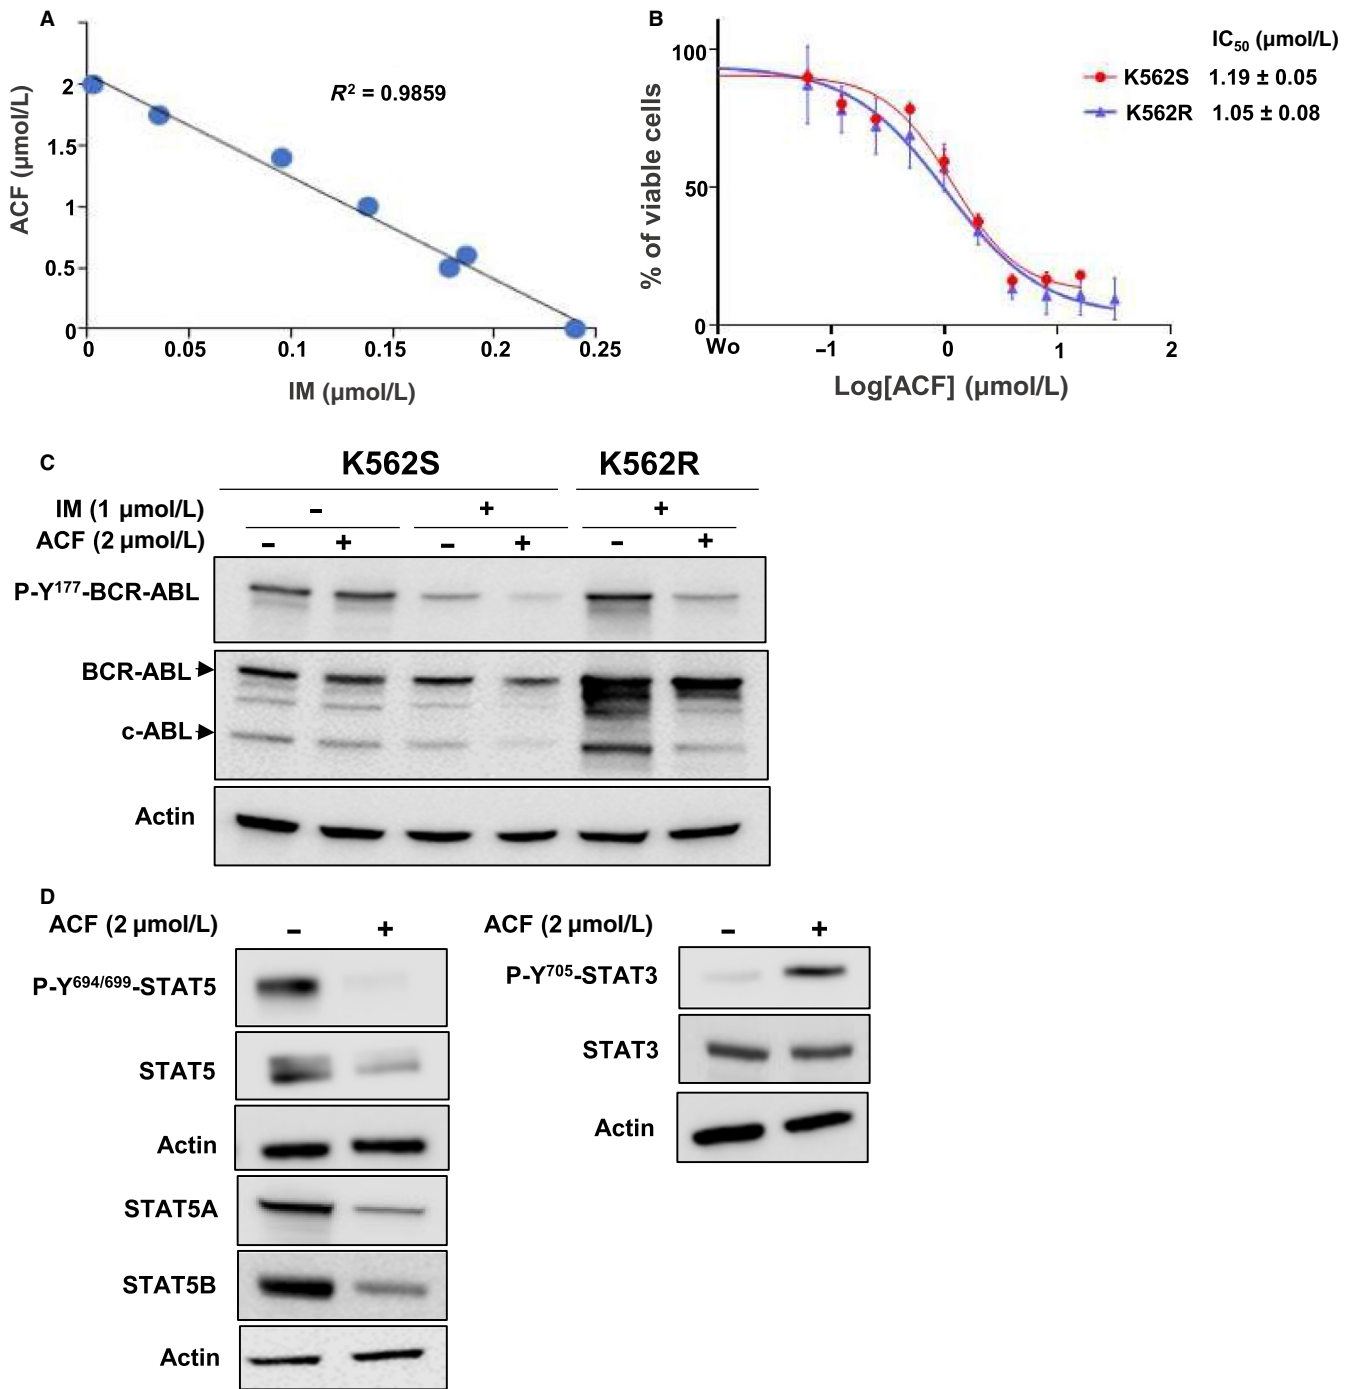 A
R² = 0.9859
ACF (µmol/L)
2
1.5
1
0.5
0
0 0.05 0.1 0.15 0.2 0.25
IM (µmol/L)
B
IC₅₀ (µmol/L)
K562S 1.19 ± 0.05
K562R 1.05 ± 0.08
% of viable cells
100
50
0
Wo –1 0 1 2
Log[ACF] (µmol/L)
C
K562S K562R
IM (1 µmol/L) – + +
ACF (2 µmol/L) – + – + – +
P-Y¹⁷⁷-BCR-ABL
BCR-ABL
c-ABL
Actin
D
ACF (2 µmol/L) – +
P-Y⁶⁹⁴/⁶⁹⁹-STAT5
STAT5
Actin
STAT5A
STAT5B
Actin
ACF (2 µmol/L) – +
P-Y⁷⁰⁵-STAT3
STAT3
Actin